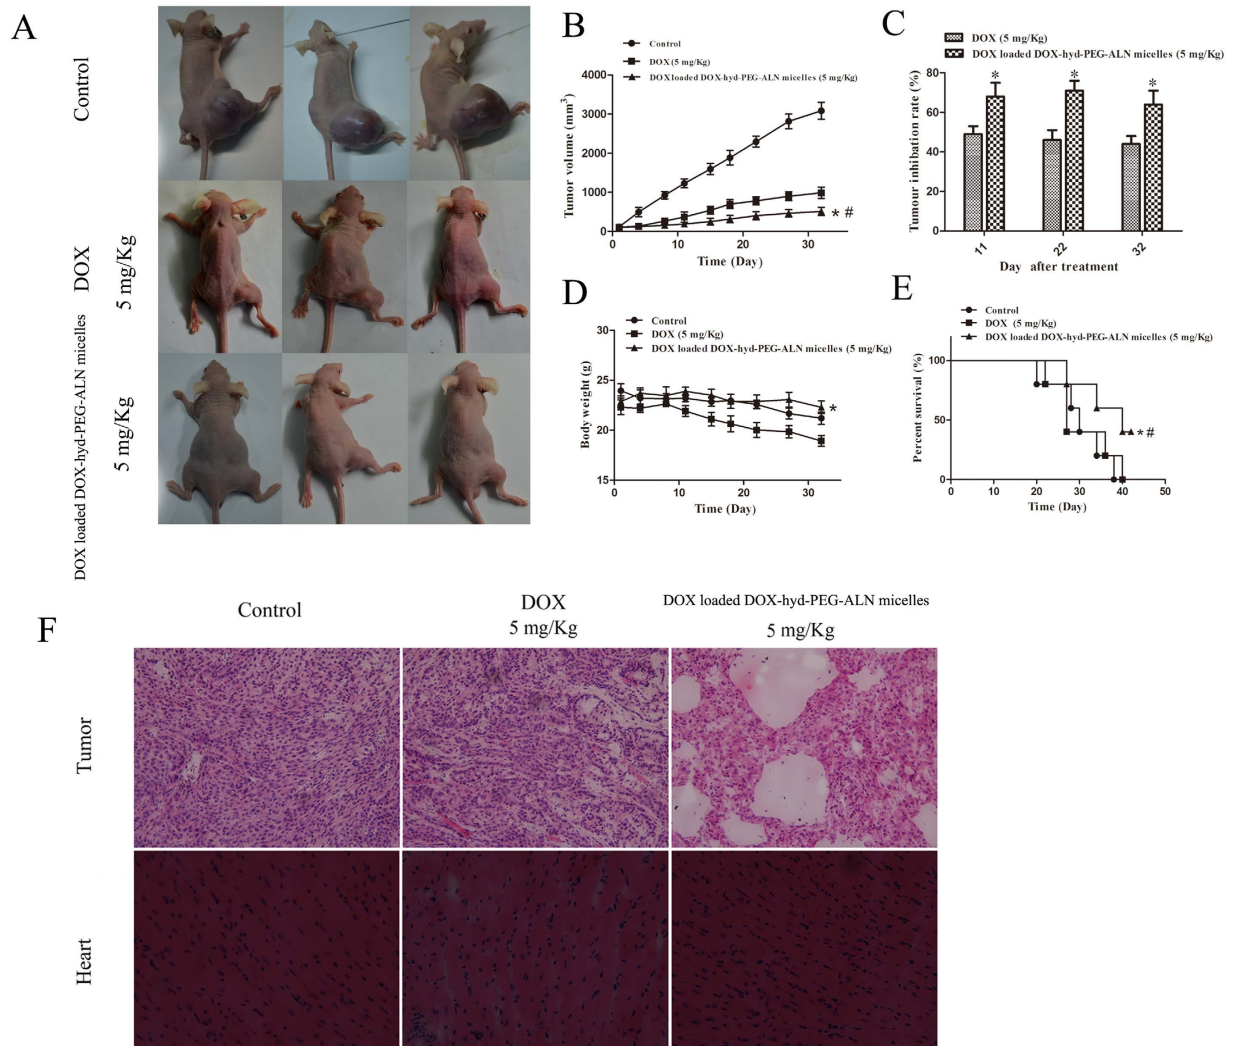 A
Control
DOX
5 mg/Kg
DOX loaded DOX-hyd-PEG-ALN micelles
5 mg/Kg
B
Control
DOX (5 mg/Kg)
DOX loaded DOX-hyd-PEG-ALN micelles (5 mg/Kg)
Tumor volume (mm³)
4000
3000
2000
1000
0
0 10 20 30
* #
Time (Day)
C
DOX (5 mg/Kg)
DOX loaded DOX-hyd-PEG-ALN micelles (5 mg/Kg)
Tumour inhibation rate (%)
80
60
40
20
0
* * *
11 22 32
Day after treatment
D
Control
DOX (5 mg/Kg)
DOX loaded DOX-hyd-PEG-ALN micelles (5 mg/Kg)
Body weight (g)
30
25
20
15
0 10 20 30
*
Time (Day)
E
Control
DOX (5 mg/Kg)
DOX loaded DOX-hyd-PEG-ALN micelles (5 mg/Kg)
Percent survival (%)
100
50
0
0 10 20 30 40 50
* #
Time (Day)
F
Control
DOX
5 mg/Kg
DOX loaded DOX-hyd-PEG-ALN micelles
5 mg/Kg
Tumor
Heart